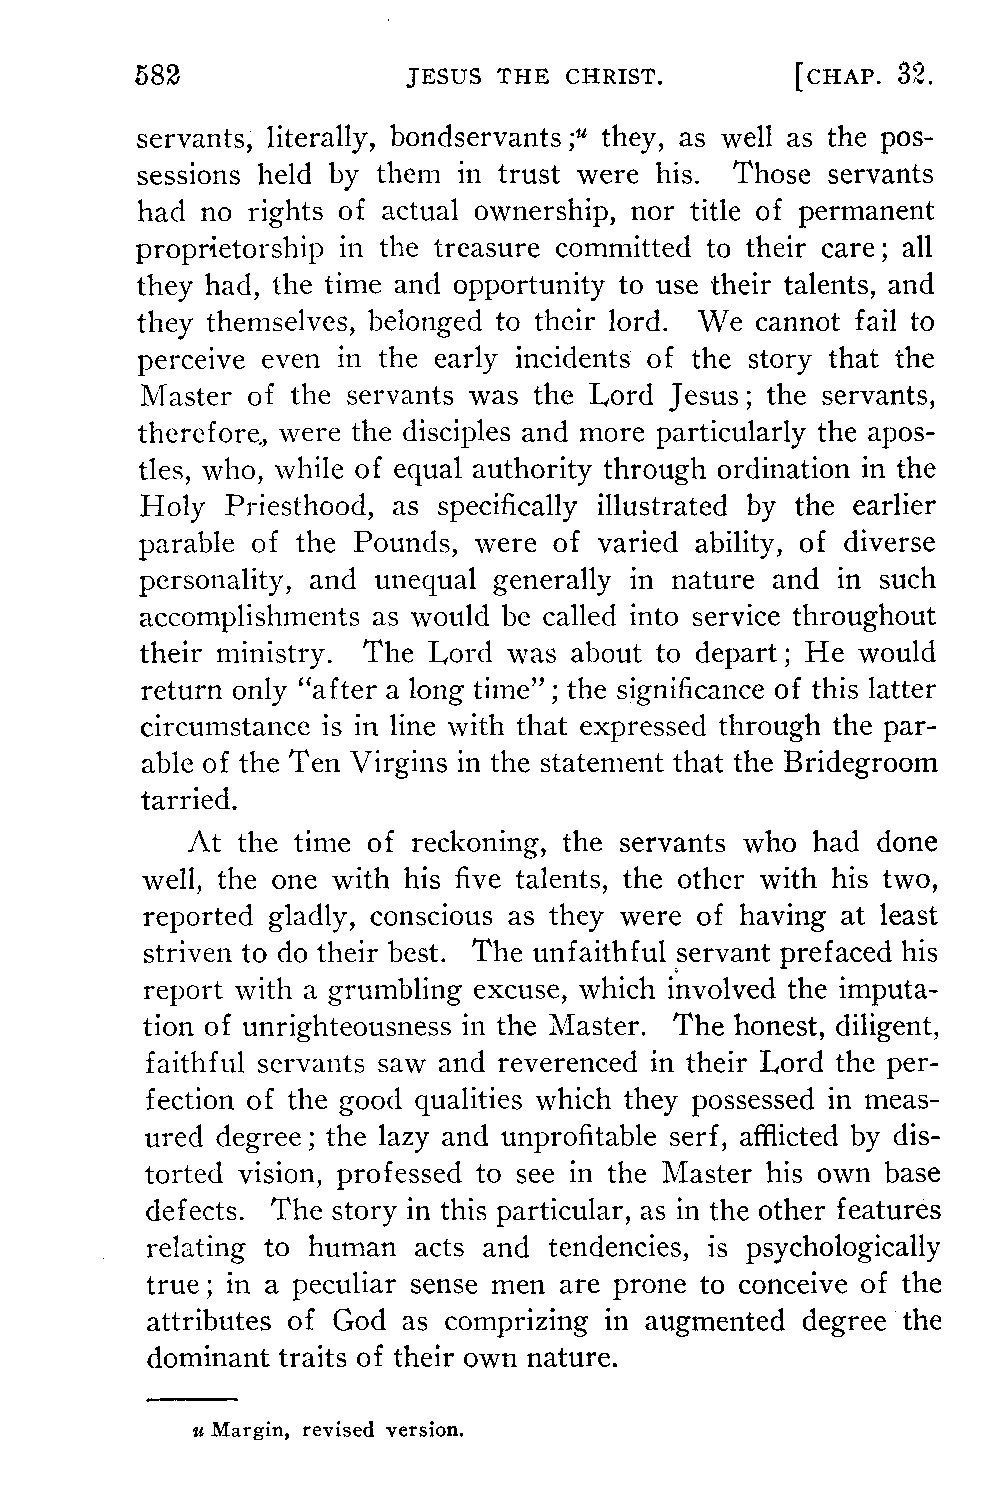 582 JESUS THE CHRIST. [CHAP. 32.
servants, literally, bondservants;u they, as well as the pos-
sessions held by them in trust were his. Those servants
had no rights of actual ownership, nor title of permanent
proprietorship in the treasure committed to their care; all
they had, the time and opportunity to use their talents, and
they themselves, belonged to their lord. We cannot fail to
perceive even in the early incidents of the story that the
Master of the servants was the Lord Jesus; the servants,
therefore, were the disciples and more particularly the apos-
tles, who, while of equal authority through ordination in the
Holy Priesthood, as specifically illustrated by the earlier
parable of the Pounds, were of varied ability, of diverse
personality, and unequal generally in nature and in such
accomplishments as would be called into service throughout
their ministry. The Lord was about to depart; He would
return only “after a long time”; the significance of this latter
circumstance is in line with that expressed through the par-
able of the Ten Virgins in the statement that the Bridegroom
tarried.
At the time of reckoning, the servants who had done
well, the one with his five talents, the other with his two,
reported gladly, conscious as they were of having at least
striven to do their best. The unfaithful servant prefaced his
report with a grumbling excuse, which involved the imputa-
tion of unrighteousness in the Master. The honest, diligent,
faithful servants saw and reverenced in their Lord the per-
fection of the good qualities which they possessed in meas-
ured degree; the lazy and unprofitable serf, afflicted by dis-
torted vision, professed to see in the Master his own base
defects. The story in this particular, as in the other features
relating to human acts and tendencies, is psychologically
true; in a peculiar sense men are prone to conceive of the
attributes of God as comprizing in augmented degree the
dominant traits of their own nature.
u Margin, revised version.